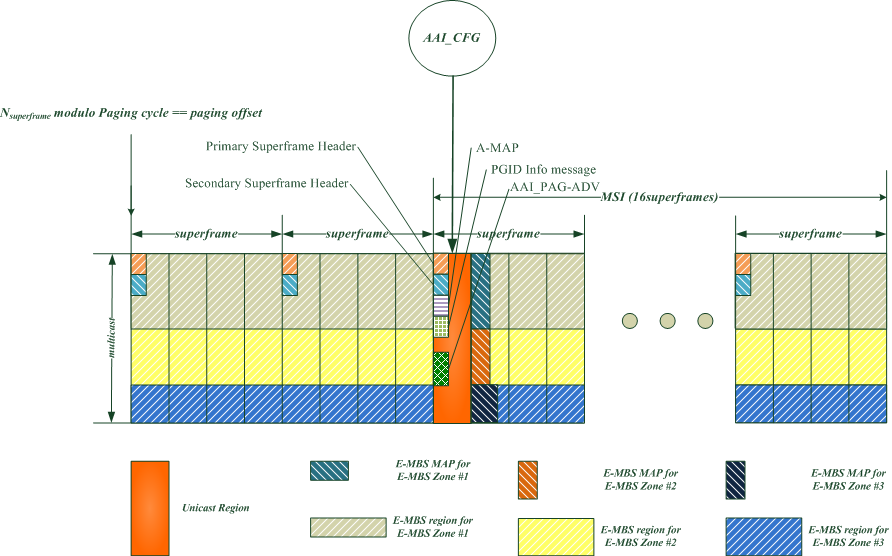 AAI_CFG
Nsuperframe modulo Paging cycle == paging offset
Primary Superframe Header
A-MAP
PGID Info message
Secondary Superframe Header
AAI_PAG-ADV
MSI (16superframes)
superframe
superframe
superframe
superframe
multicast
Unicast Region
E-MBS MAP for
E-MBS Zone #1
E-MBS MAP for
E-MBS Zone #2
E-MBS MAP for
E-MBS Zone #3
E-MBS region for
E-MBS Zone #1
E-MBS region for
E-MBS Zone #2
E-MBS region for
E-MBS Zone #3